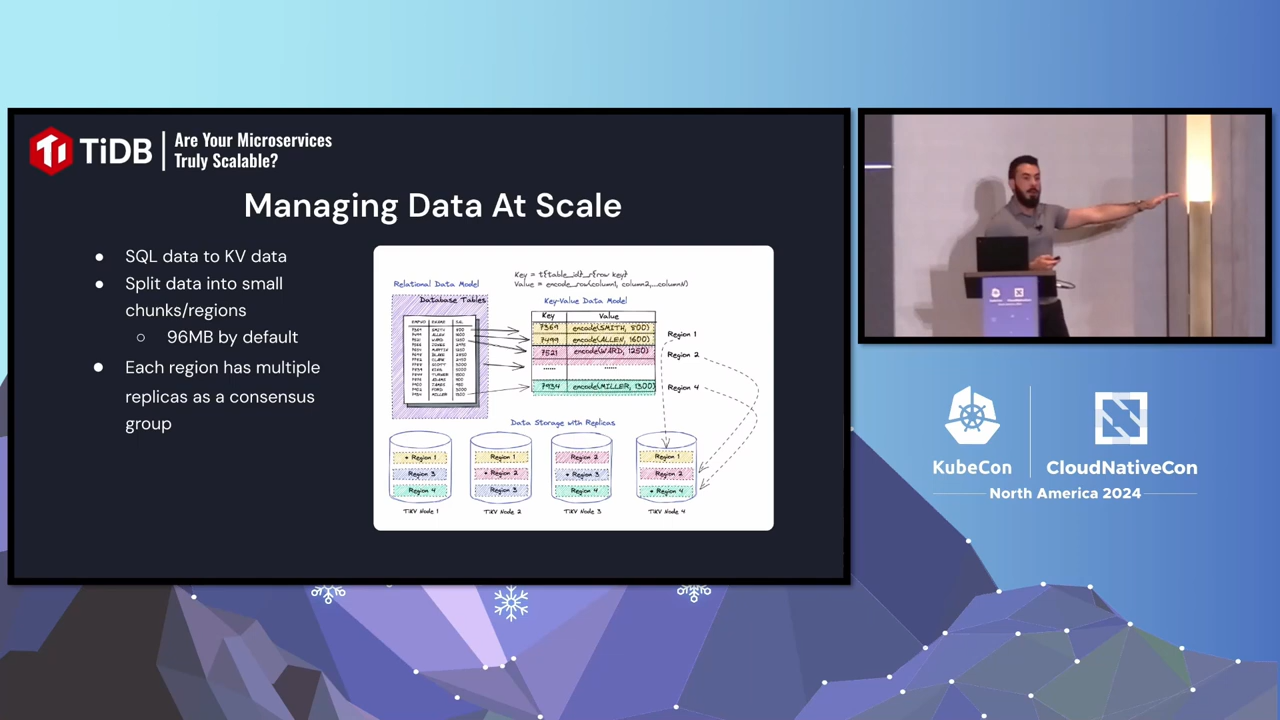 TiDB
Are Your Microservices
Truly Scalable?
Managing Data At Scale
● SQL data to KV data
● Split data into small
chunks/regions
○ 96MB by default
● Each region has multiple
replicas as a consensus
group
Key = t{table_id}_r{row key}
Value = encode_row(column1, column2,...columnN)
Relational Data Model
Key-Value Data Model
Database Tables
Key Value
7369 encode(SMITH, 800)
7499 encode(ALLEN, 1600)
7521 encode(WARD, 1250)
...... ......
7934 encode(MILLER, 1300)
Region 1
Region 2
Region 4
Data Storage with Replicas
Region 1
Region 3
Region 4
TiKV Node 1
Region 1
Region 2
Region 3
TiKV Node 2
Region 2
Region 3
Region 4
TiKV Node 3
Region 1
Region 2
Region 4
TiKV Node 4
KubeCon
CloudNativeCon
North America 2024